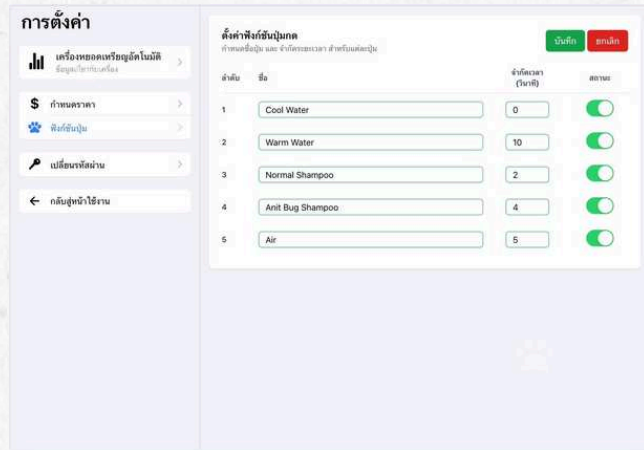 การตั้งค่า
เครื่องหยอดเหรียญอัตโนมัติ
ข้อมูลเกี่ยวกับเครื่อง
$ กำหนดราคา
ฟังก์ชันปุ่ม
เปลี่ยนรหัสผ่าน
กลับสู่หน้าใช้งาน
ตั้งค่าฟังก์ชันปุ่มกด
กำหนดชื่อปุ่ม และ จำกัดระยะเวลา สำหรับแต่ละปุ่ม
บันทึก ยกเลิก
ลำดับ ชื่อ จำกัดเวลา (วินาที) สถานะ
1 Cool Water 0
2 Warm Water 10
3 Normal Shampoo 2
4 Anit Bug Shampoo 4
5 Air 5